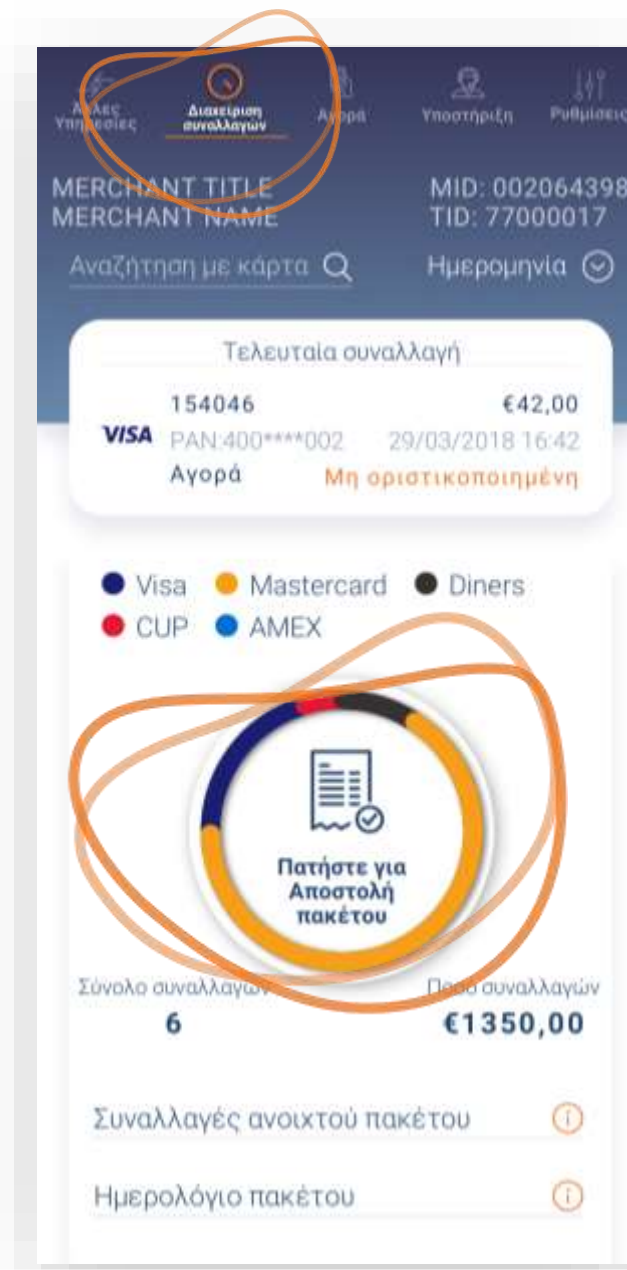 Άλλες Υπηρεσίες
Διαχείριση συναλλαγών
Αγορά
Υποστήριξη
Ρυθμίσεις
MERCHANT TITLE
MID: 002064398
MERCHANT NAME
TID: 77000017
Αναζήτηση με κάρτα
Ημερομηνία
Τελευταία συναλλαγή
154046
€42,00
VISA
PAN:400****002
29/03/2018 16:42
Αγορά
Μη οριστικοποιημένη
Visa
Mastercard
Diners
CUP
AMEX
Πατήστε για
Αποστολή
πακέτου
Σύνολο συναλλαγών
Ποσό συναλλαγών
6
€1350,00
Συναλλαγές ανοιχτού πακέτου
Ημερολόγιο πακέτου